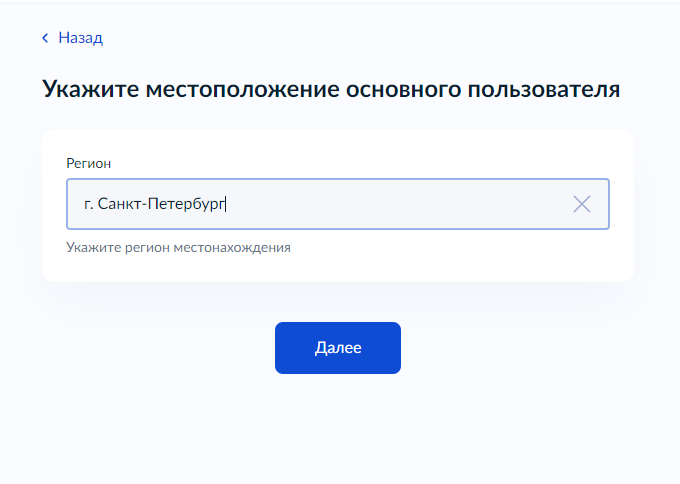 Назад
Укажите местоположение основного пользователя
Регион
г. Санкт-Петербург
Укажите регион местонахождения
Далее